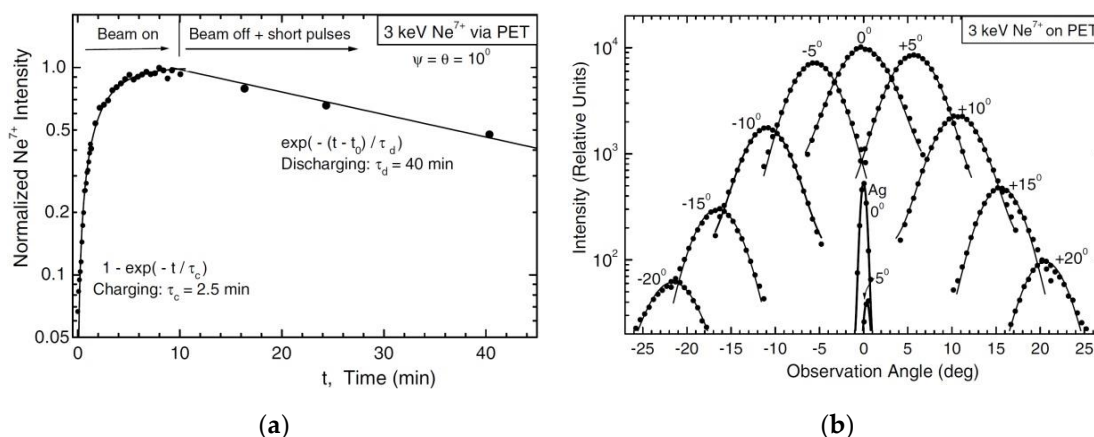 Beam on
Beam off + short pulses
3 keV Ne7+ via PET
ψ = θ = 10⁰
exp( - (t - t₀) / τ_d)
Discharging: τ_d = 40 min
1 - exp(- t / τ_c)
Charging: τ_c = 2.5 min
Normalized Ne⁷⁺ Intensity
1.0
0.5
0.2
0.1
0.05
0 10 20 30 40
t, Time (min)
(a)
3 keV Ne⁷⁺ on PET
0⁰
-5⁰
+5⁰
-10⁰
+10⁰
-15⁰
+15⁰
-20⁰
+20⁰
Ag
0⁰
5⁰
Intensity (Relative Units)
10⁴
10³
10²
-25 -20 -15 -10 -5 0 5 10 15 20 25
Observation Angle (deg)
(b)